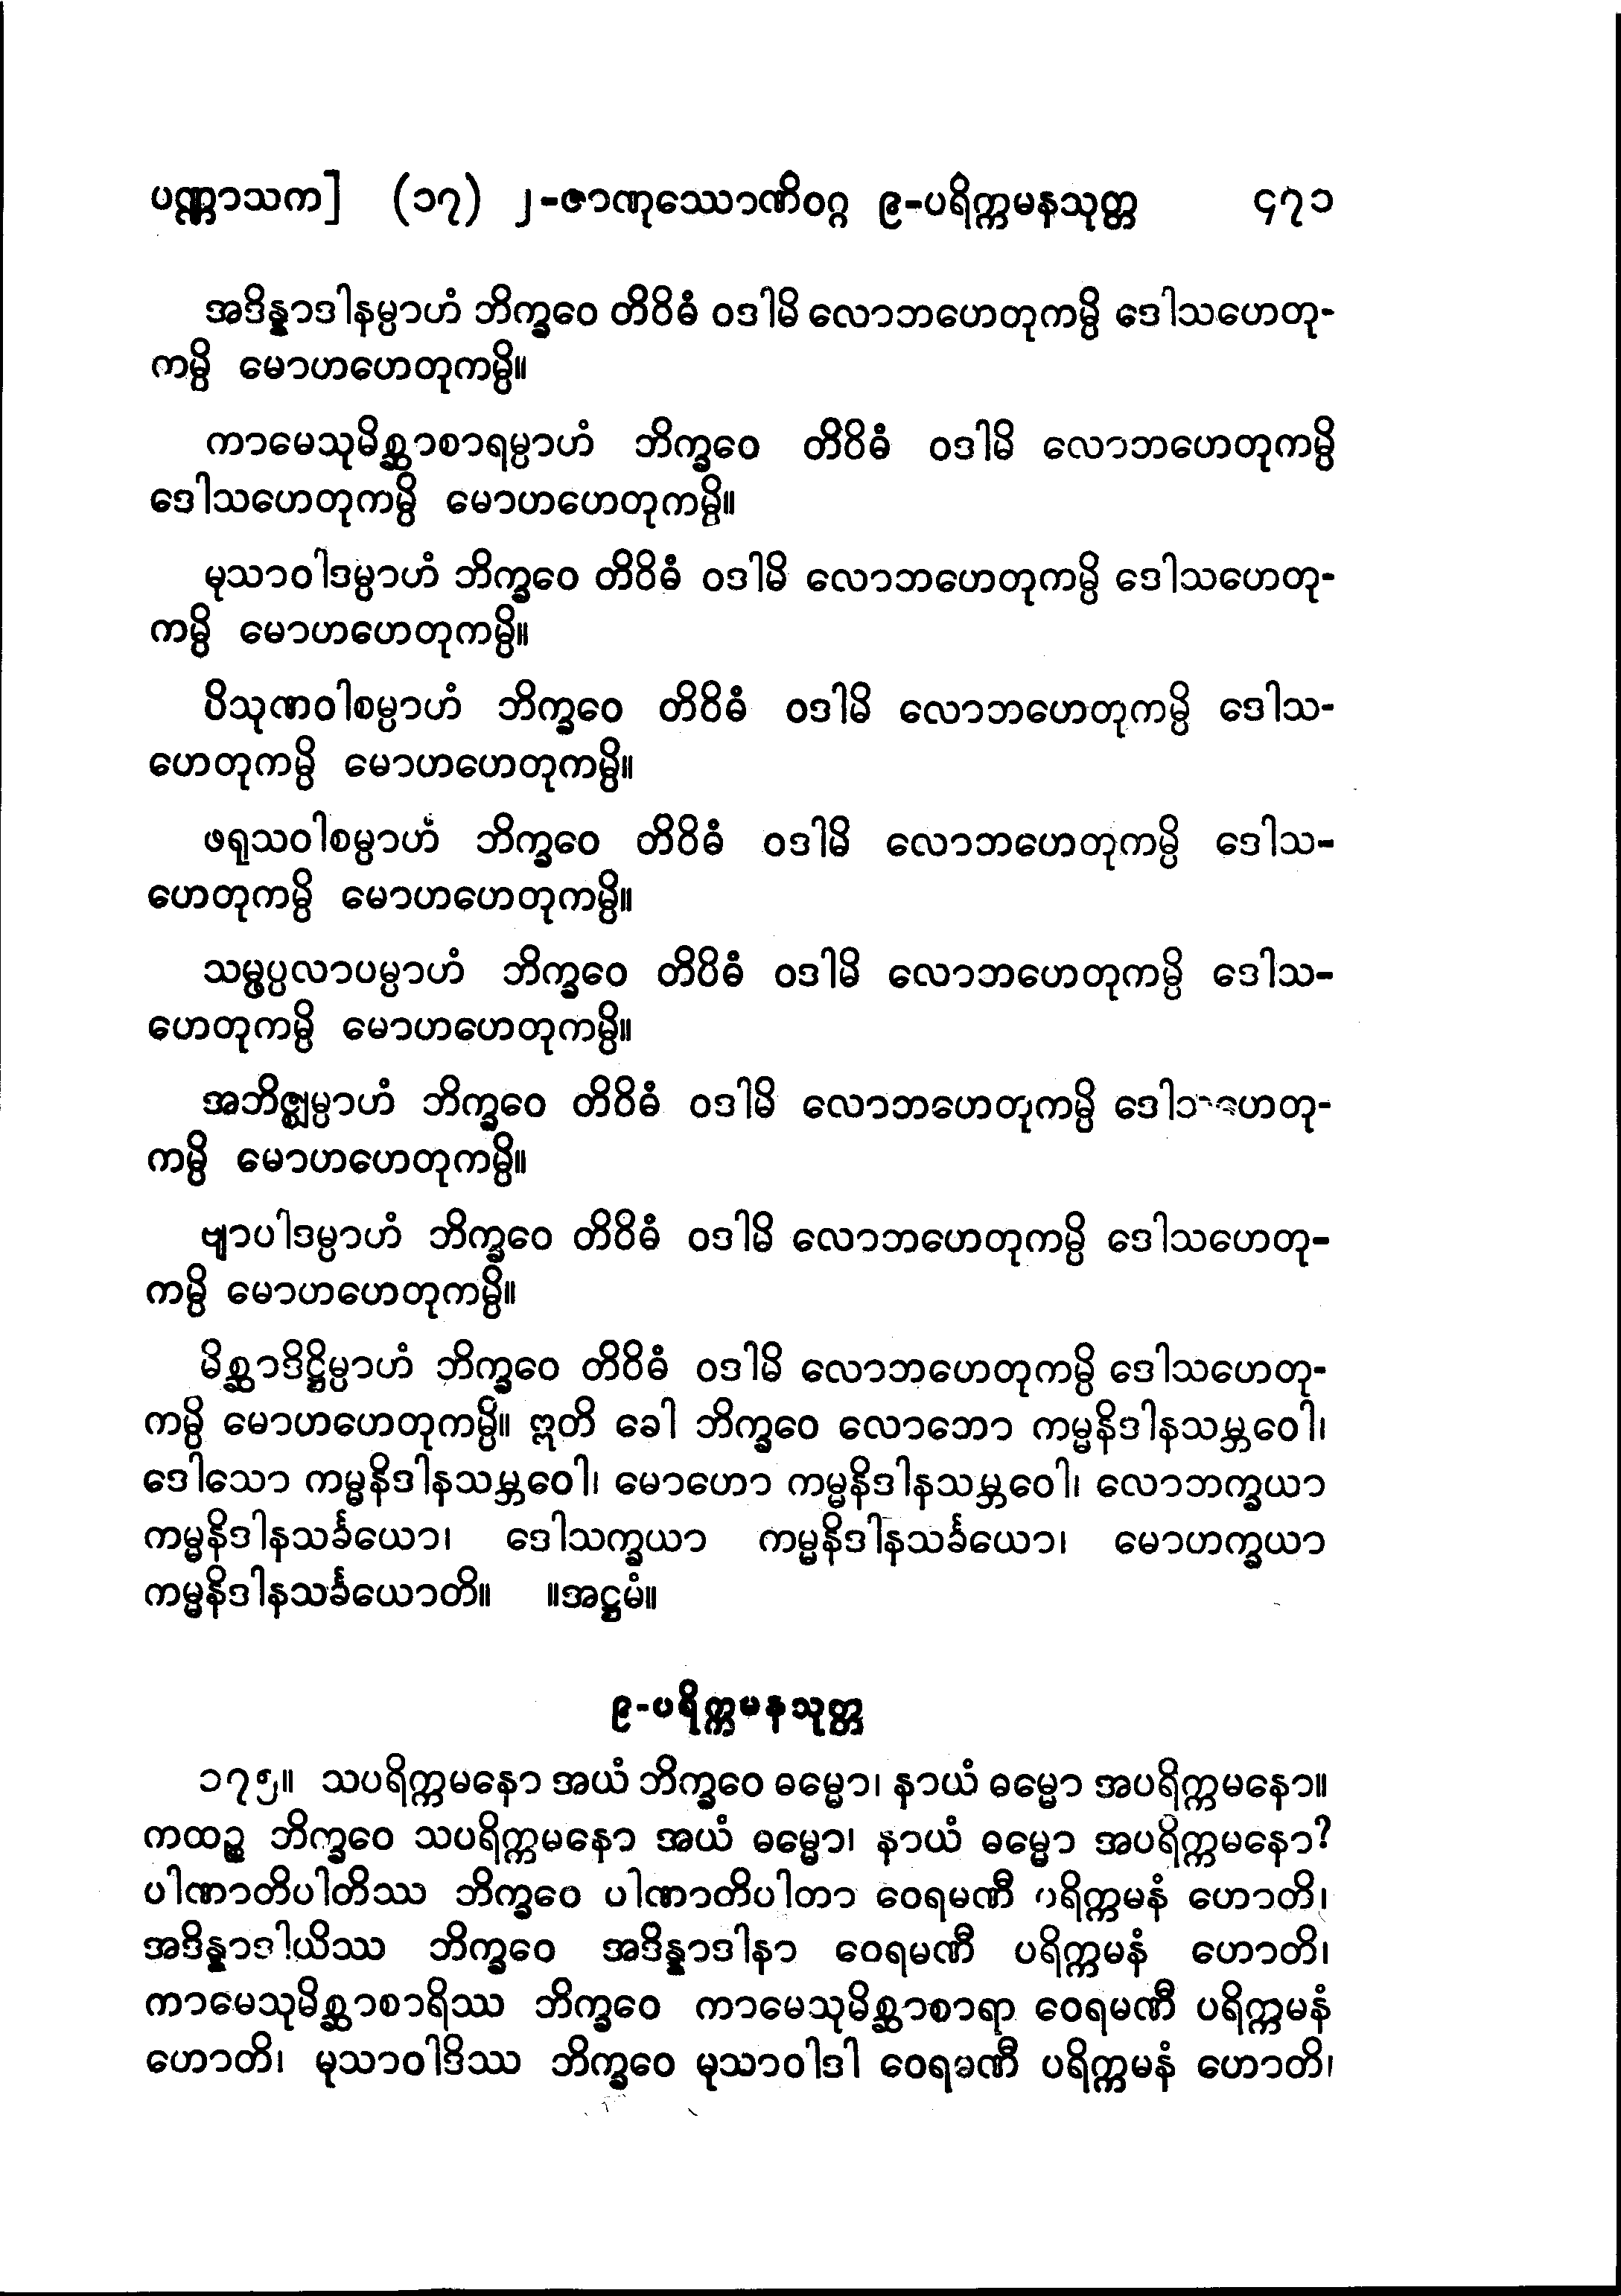 ပဏ္ဏာသက] (၁၇) ၂-ဇာဏုဿောဏိဝဂ္ဂ ၉-ပရိက္ကမနသုတ္တ ၄၇၁
အဒိန္နာဒါနမ္ပာဟံ ဘိက္ခဝေ တိဝိဓံ ဝဒါမိ လောဘဟေတုကမ္ပိ ဒေါသဟေတု-
ကမ္ပိ မောဟဟေတုကမ္ပိ။
ကာမေသုမိစ္ဆာစာရမ္ပာဟံ ဘိက္ခဝေ တိဝိဓံ ဝဒါမိ လောဘဟေတုကမ္ပိ
ဒေါသဟေတုကမ္ပိ မောဟဟေတုကမ္ပိ။
မုသာဝါဒမ္ပာဟံ ဘိက္ခဝေ တိဝိဓံ ဝဒါမိ လောဘဟေတုကမ္ပိ ဒေါသဟေတု-
ကမ္ပိ မောဟဟေတုကမ္ပိ။
ပိသုဏဝါစမ္ပာဟံ ဘိက္ခဝေ တိဝိဓံ ဝဒါမိ လောဘဟေတုကမ္ပိ ဒေါသ-
ဟေတုကမ္ပိ မောဟဟေတုကမ္ပိ။
ဖရုသဝါစမ္ပာဟံ ဘိက္ခဝေ တိဝိဓံ ဝဒါမိ လောဘဟေတုကမ္ပိ ဒေါသ-
ဟေတုကမ္ပိ မောဟဟေတုကမ္ပိ။
သမ္ဖပ္ပလာပမ္ပာဟံ ဘိက္ခဝေ တိဝိဓံ ဝဒါမိ လောဘဟေတုကမ္ပိ ဒေါသ-
ဟေတုကမ္ပိ မောဟဟေတုကမ္ပိ။
အဘိဇ္ဈမ္ပာဟံ ဘိက္ခဝေ တိဝိဓံ ဝဒါမိ လောဘဟေတုကမ္ပိ ဒေါသဟေတု-
ကမ္ပိ မောဟဟေတုကမ္ပိ။
ဗျာပါဒမ္ပာဟံ ဘိက္ခဝေ တိဝိဓံ ဝဒါမိ လောဘဟေတုကမ္ပိ ဒေါသဟေတု-
ကမ္ပိ မောဟဟေတုကမ္ပိ။
မိစ္ဆာဒိဋ္ဌိမ္ပာဟံ ဘိက္ခဝေ တိဝိဓံ ဝဒါမိ လောဘဟေတုကမ္ပိ ဒေါသဟေတု-
ကမ္ပိ မောဟဟေတုကမ္ပိ။ ဣတိ ခေါ ဘိက္ခဝေ လောဘော ကမ္မနိဒါနသမ္ဘဝေါ၊
ဒေါသော ကမ္မနိဒါနသမ္ဘဝေါ၊ မောဟော ကမ္မနိဒါနသမ္ဘဝေါ၊ လောဘက္ခယာ
ကမ္မနိဒါနသင်္ခယော၊ ဒေါသက္ခယာ ကမ္မနိဒါနသင်္ခယော၊ မောဟက္ခယာ
ကမ္မနိဒါနသင်္ခယောတိ။ ။အဋ္ဌမံ။
၉-ပရိက္ကမနသုတ္တ
၁၇၅။ သပရိက္ကမနော အယံ ဘိက္ခဝေ ဓမ္မော၊ နာယံ ဓမ္မော အပရိက္ကမနော။
ကထဉ္စ ဘိက္ခဝေ သပရိက္ကမနော အယံ ဓမ္မော၊ နာယံ ဓမ္မော အပရိက္ကမနော?
ပါဏာတိပါတိဿ ဘိက္ခဝေ ပါဏာတိပါတာ ဝေရမဏီ ပရိက္ကမနံ ဟောတိ၊
အဒိန္နာဒါယိဿ ဘိက္ခဝေ အဒိန္နာဒါနာ ဝေရမဏီ ပရိက္ကမနံ ဟောတိ၊
ကာမေသုမိစ္ဆာစာရိဿ ဘိက္ခဝေ ကာမေသုမိစ္ဆာစာရာ ဝေရမဏီ ပရိက္ကမနံ
ဟောတိ၊ မုသာဝါဒိဿ ဘိက္ခဝေ မုသာဝါဒါ ဝေရမဏီ ပရိက္ကမနံ ဟောတိ၊